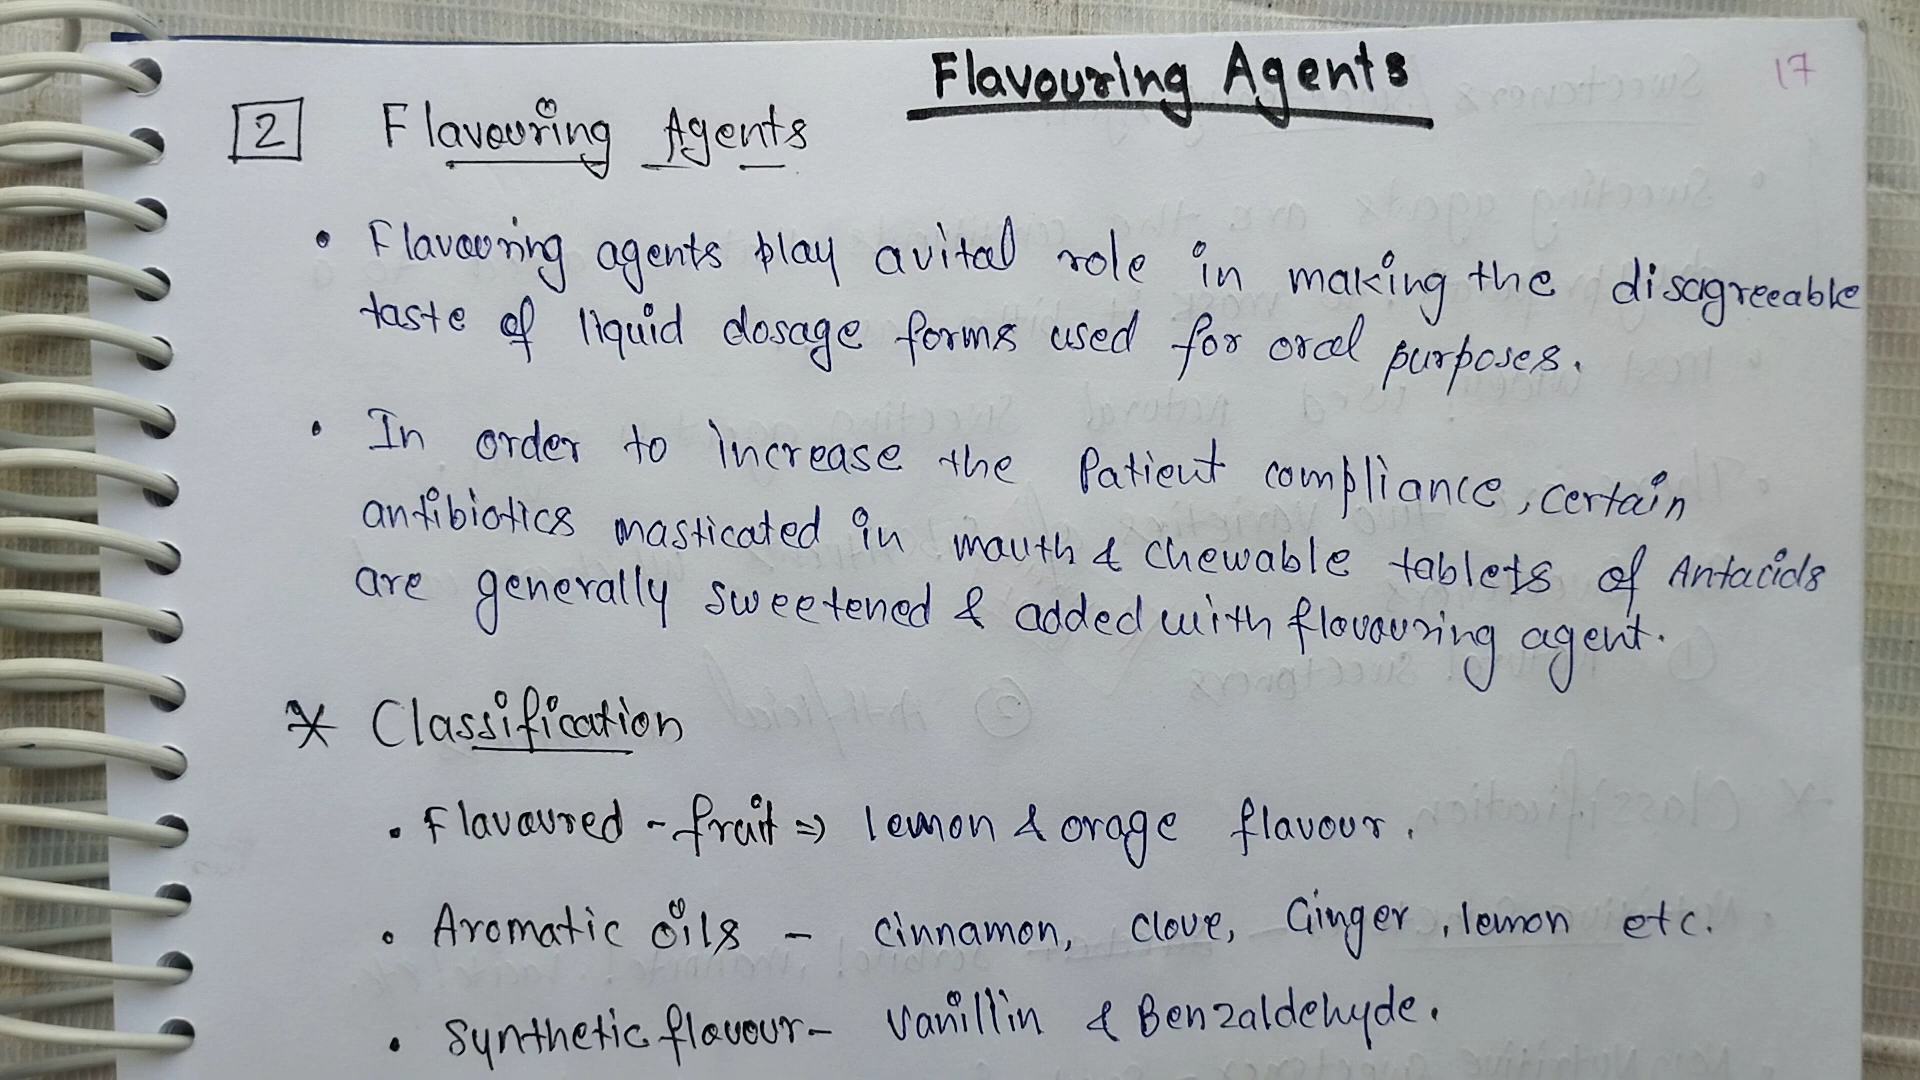 Flavouring Agents
17
2 Flavouring Agents
• Flavouring agents play a vital role in making the disagreeable
taste of liquid dosage forms used for oral purposes.
• In order to increase the Patient compliance, certain
antibiotics masticated in mouth & chewable tablets of Antacids
are generally sweetened & added with flavouring agent.
* Classification
• Flavoured - fruit ⇒ lemon & orage flavour.
• Aromatic oils - cinnamon, clove, Ginger, lemon etc.
• Synthetic flavour - Vanillin & Benzaldehyde.